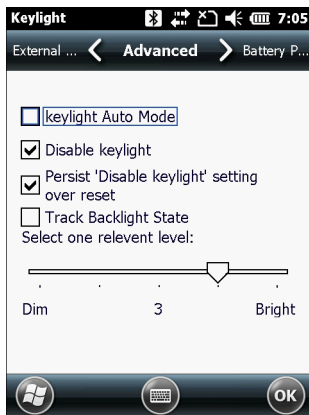 Keylight 7:05
External ... Advanced Battery P...
keylight Auto Mode
Disable keylight
Persist 'Disable keylight' setting
over reset
Track Backlight State
Select one relevent level:
Dim 3 Bright
OK